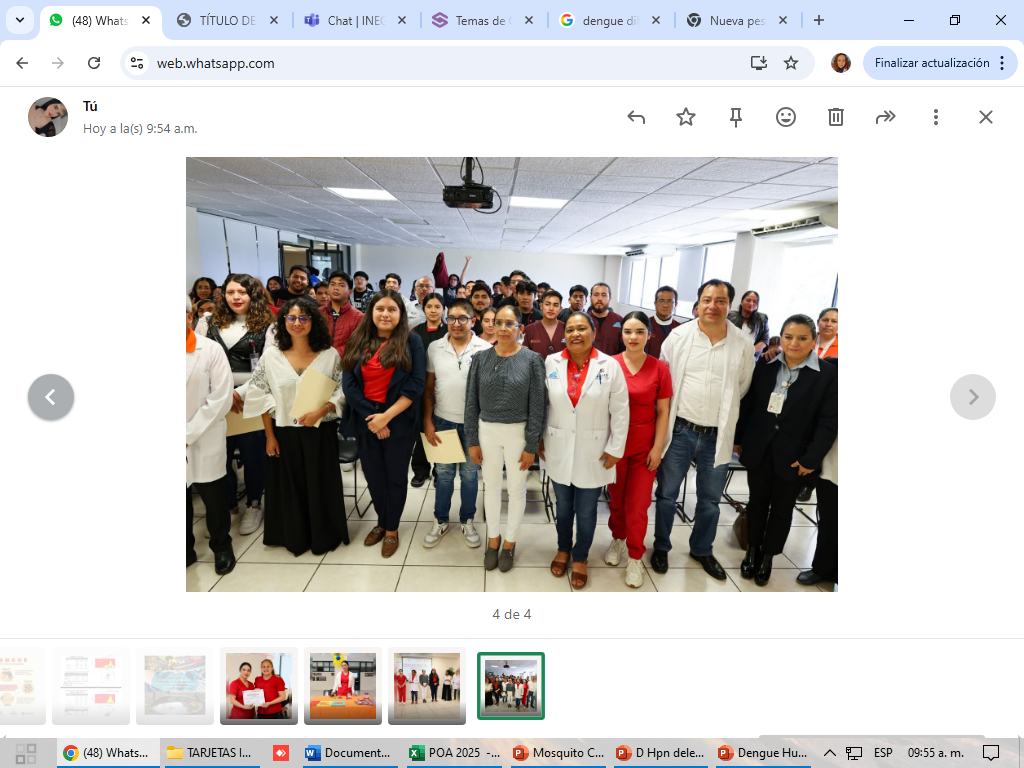 (48) Whats
TÍTULO DE
Chat | INEG
Temas de
dengue di
Nueva pes
web.whatsapp.com
Finalizar actualización
Tú
Hoy a la(s) 9:54 a.m.
4 de 4
(48) Whats...
TARJETAS I...
Document...
POA 2025 -...
Mosquito C...
D Hpn dele...
Dengue Hu...
ESP
09:55 a. m.